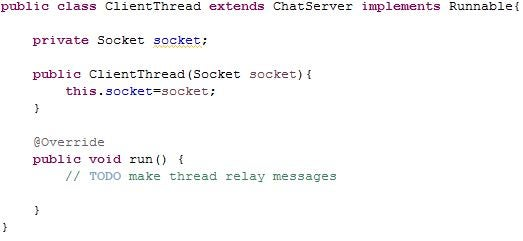 public class ClientThread extends ChatServer implements Runnable{
private Socket socket;
public ClientThread(Socket socket){
this.socket=socket;
}
@Override
public void run() {
// TODO make thread relay messages
}
}